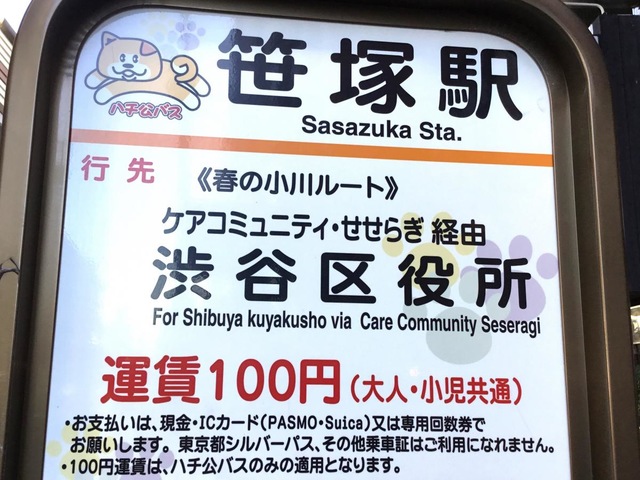 ハチ公バス
笹塚駅
Sasazuka Sta.
行先
《春の小川ルート》
ケアコミュニティ・せせらぎ 経由
渋谷区役所
For Shibuya kuyakusho via Care Community Seseragi
運賃100円(大人・小児共通)
・お支払いは、現金・ICカード(PASMO・Suica)又は専用回数券で
お願いします。東京都シルバーパス、その他乗車証はご利用になれません。
・100円運賃は、ハチ公バスのみの適用となります。